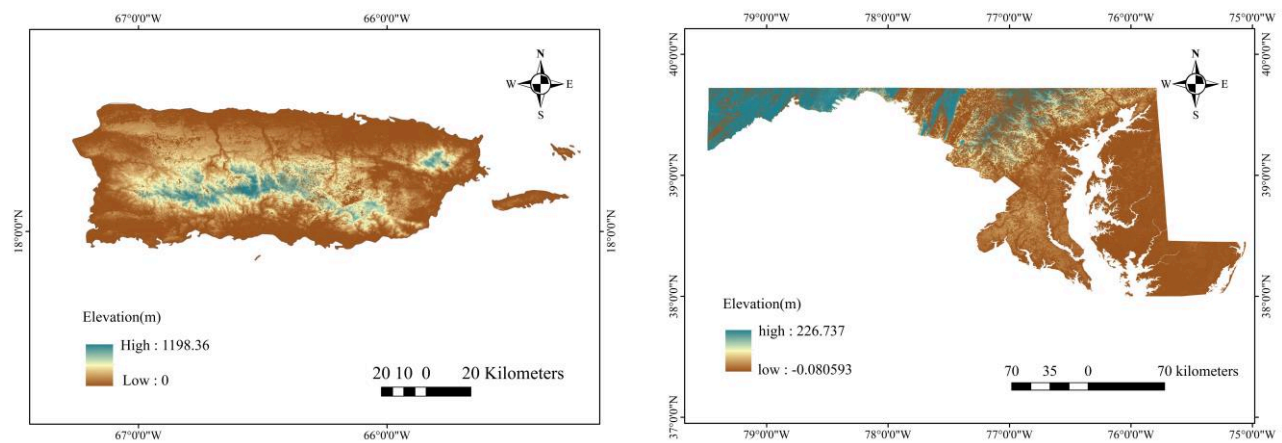 67°0'0"W 66°0'0"W
N
W E
S
18°0'0"N 18°0'0"N
Elevation(m)
High : 1198.36
Low : 0
20 10 0 20 Kilometers
67°0'0"W 66°0'0"W
79°0'0"W 78°0'0"W 77°0'0"W 76°0'0"W 75°0'0"W
40°0'0"N 40°0'0"N
N
W E
S
39°0'0"N 39°0'0"N
38°0'0"N 38°0'0"N
Elevation(m)
high : 226.737
low : -0.080593
70 35 0 70 kilometers
37°0'0"N 37°0'0"N
79°0'0"W 78°0'0"W 77°0'0"W 76°0'0"W 75°0'0"W